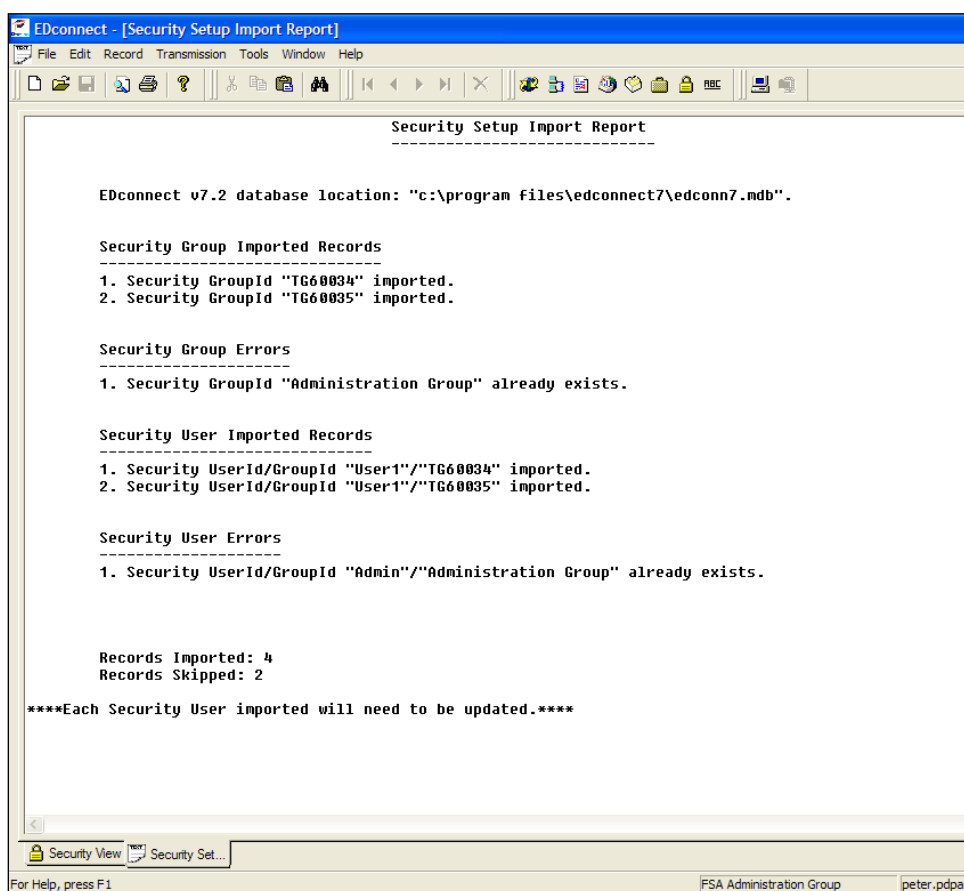 EDconnect - [Security Setup Import Report]
File Edit Record Transmission Tools Window Help
ABC
Security Setup Import Report
-----------------------------
EDconnect v7.2 database location: "c:\program files\edconnect7\edconn7.mdb".
Security Group Imported Records
-------------------------------
1. Security GroupId "TG60034" imported.
2. Security GroupId "TG60035" imported.
Security Group Errors
---------------------
1. Security GroupId "Administration Group" already exists.
Security User Imported Records
------------------------------
1. Security UserId/GroupId "User1"/"TG60034" imported.
2. Security UserId/GroupId "User1"/"TG60035" imported.
Security User Errors
--------------------
1. Security UserId/GroupId "Admin"/"Administration Group" already exists.
Records Imported: 4
Records Skipped: 2
****Each Security User imported will need to be updated.****
Security View Security Set...
For Help, press F1 FSA Administration Group peter.pdpa